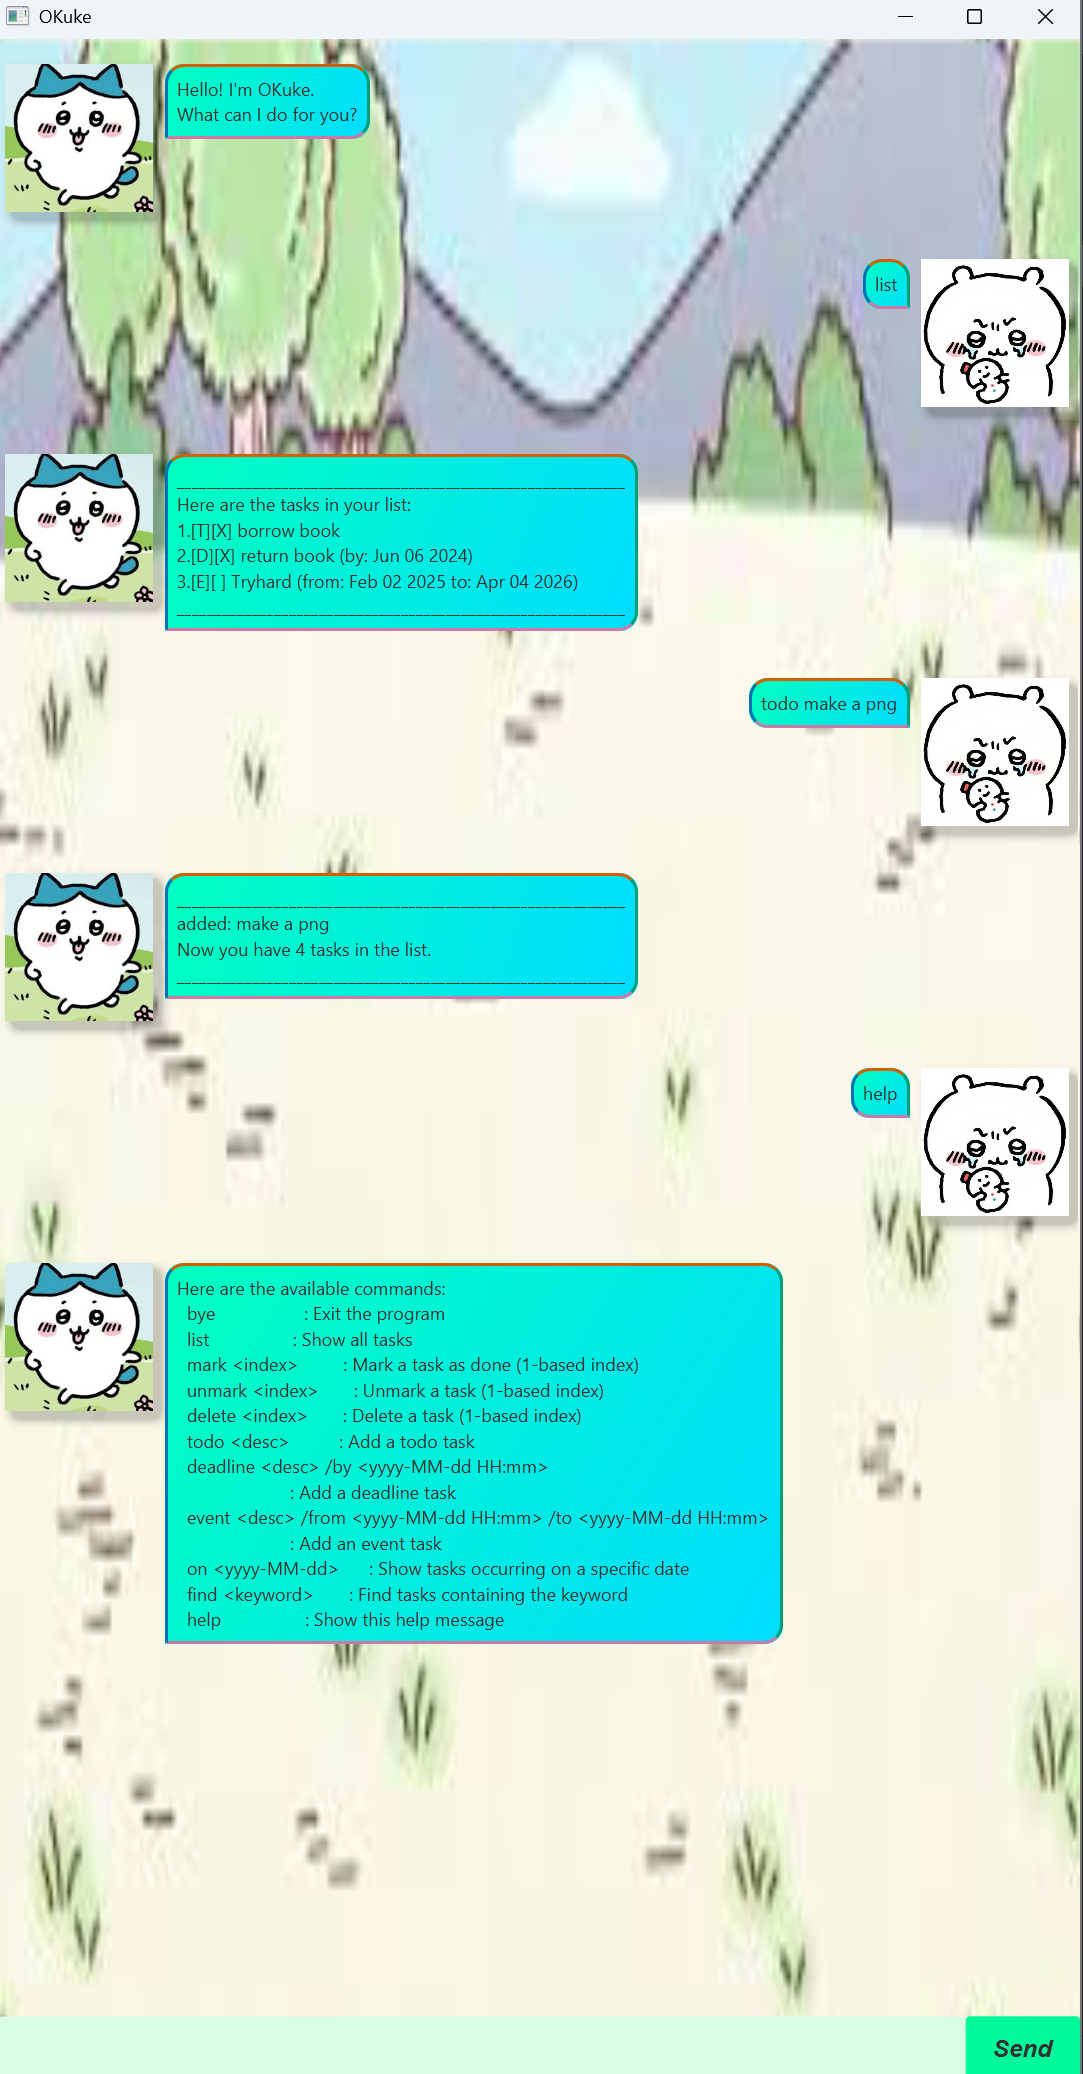 OKuke
Hello! I'm OKuke.
What can I do for you?
list
____________________________________________________________
Here are the tasks in your list:
1.[T][X] borrow book
2.[D][X] return book (by: Jun 06 2024)
3.[E][ ] Tryhard (from: Feb 02 2025 to: Apr 04 2026)
____________________________________________________________
todo make a png
____________________________________________________________
added: make a png
Now you have 4 tasks in the list.
____________________________________________________________
help
Here are the available commands:
bye : Exit the program
list : Show all tasks
mark <index> : Mark a task as done (1-based index)
unmark <index> : Unmark a task (1-based index)
delete <index> : Delete a task (1-based index)
todo <desc> : Add a todo task
deadline <desc> /by <yyyy-MM-dd HH:mm>
: Add a deadline task
event <desc> /from <yyyy-MM-dd HH:mm> /to <yyyy-MM-dd HH:mm>
: Add an event task
on <yyyy-MM-dd> : Show tasks occurring on a specific date
find <keyword> : Find tasks containing the keyword
help : Show this help message
Send